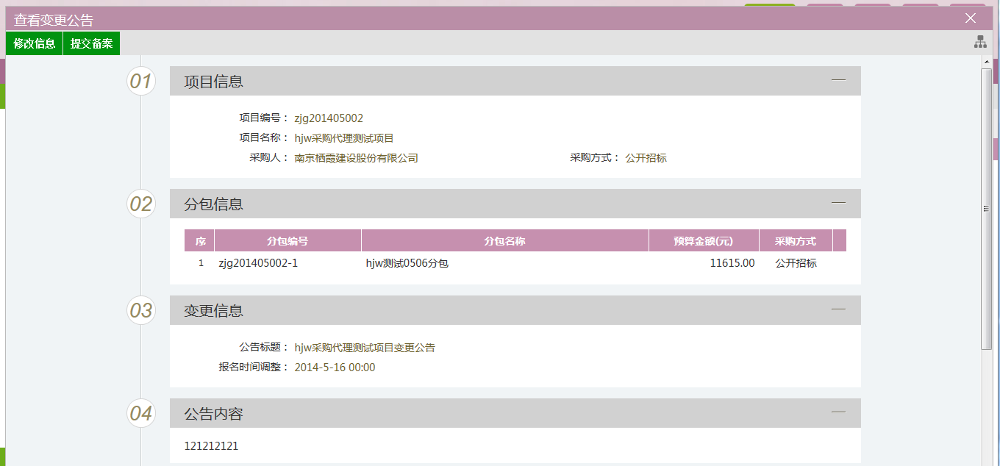 查看变更公告
修改信息 提交备案
01 项目信息
项目编号： zjg201405002
项目名称： hjw采购代理测试项目
采购人： 南京栖霞建设股份有限公司 采购方式： 公开招标
02 分包信息
序 分包编号 分包名称 预算金额(元) 采购方式
1 zjg201405002-1 hjw测试0506分包 11615.00 公开招标
03 变更信息
公告标题： hjw采购代理测试项目变更公告
报名时间调整： 2014-5-16 00:00
04 公告内容
121212121